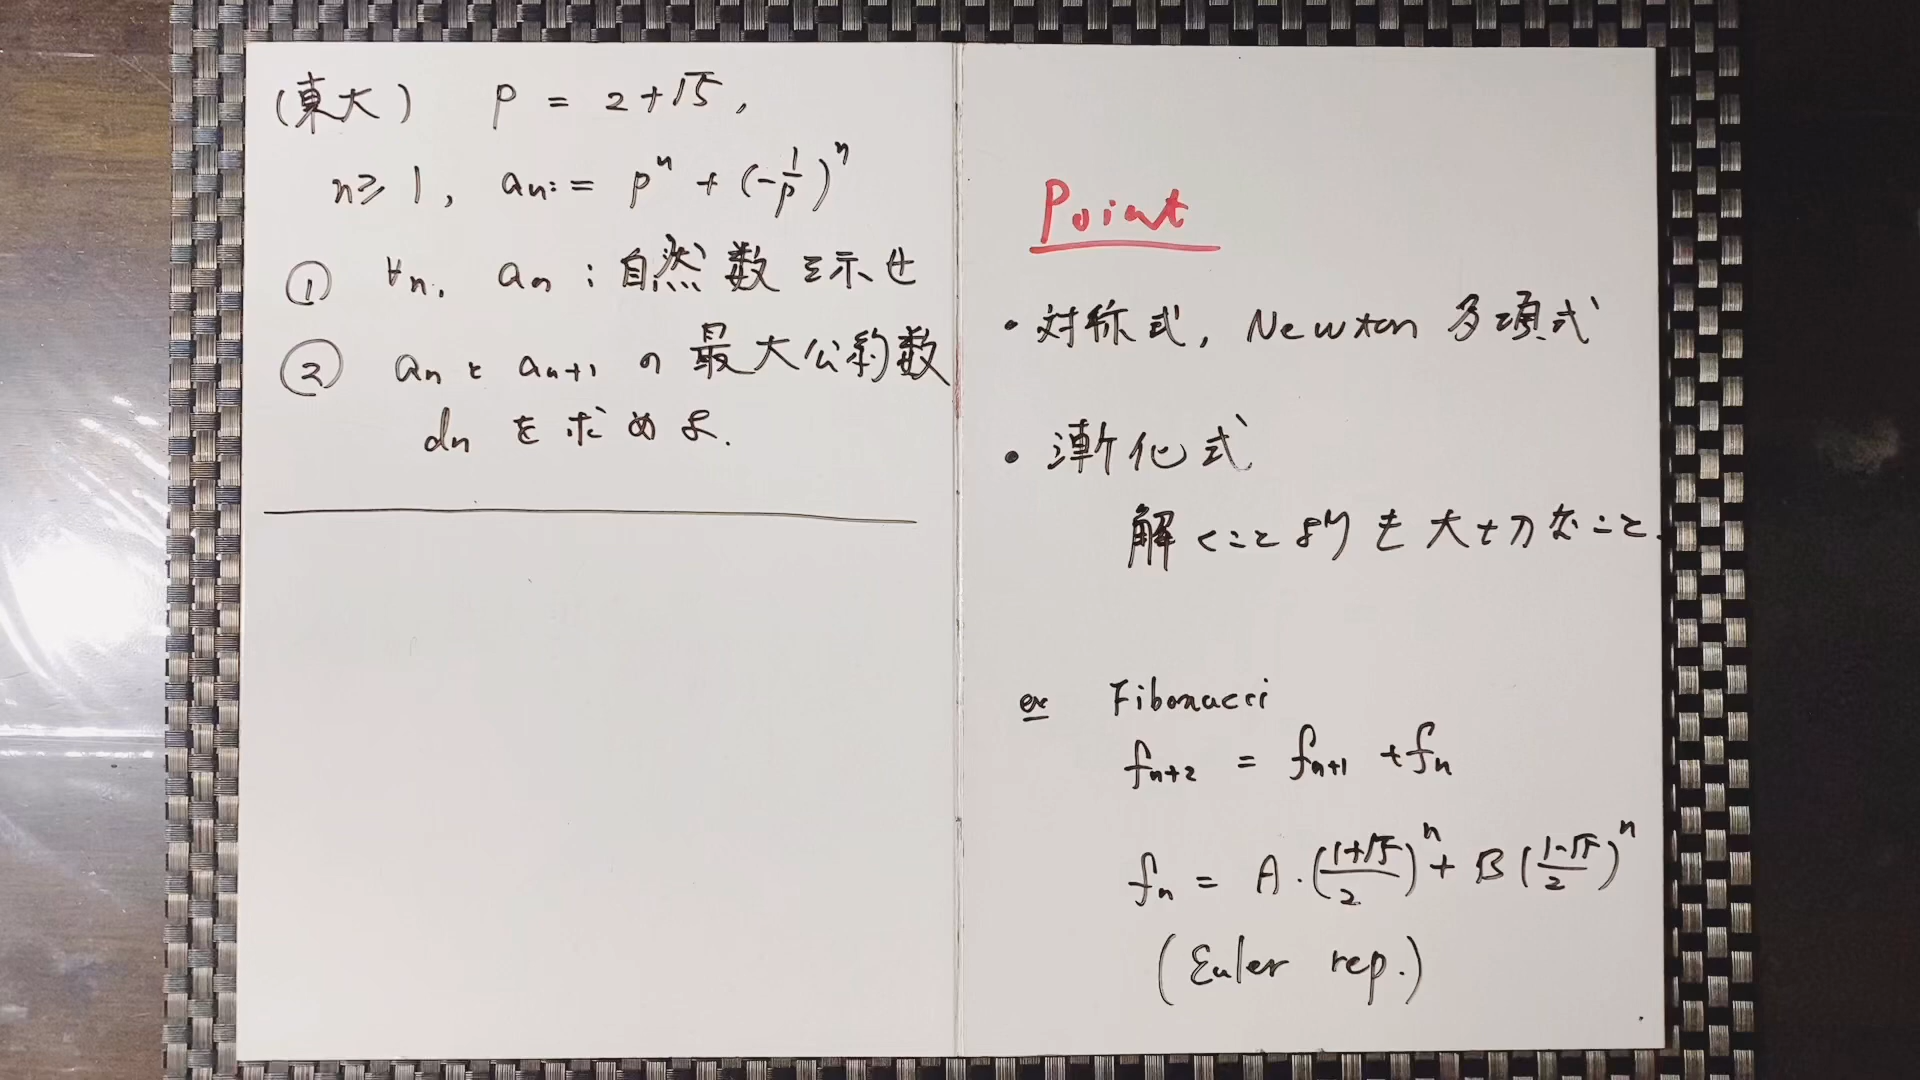 (東大) p = 2+√5,
n≥1, an := pⁿ + (-1/p)ⁿ
① ∀n, an : 自然数 ヲ示せ
② an と an+1 の 最大公約数
dn を求めよ.
Point
・対称式, Newton 多項式
・漸化式
解くことよりも大切なこと.
ex Fibonacci
fn+2 = fn+1 + fn
fn = A·((1+√5)/2)ⁿ + B((1-√5)/2)ⁿ
(Euler rep.)